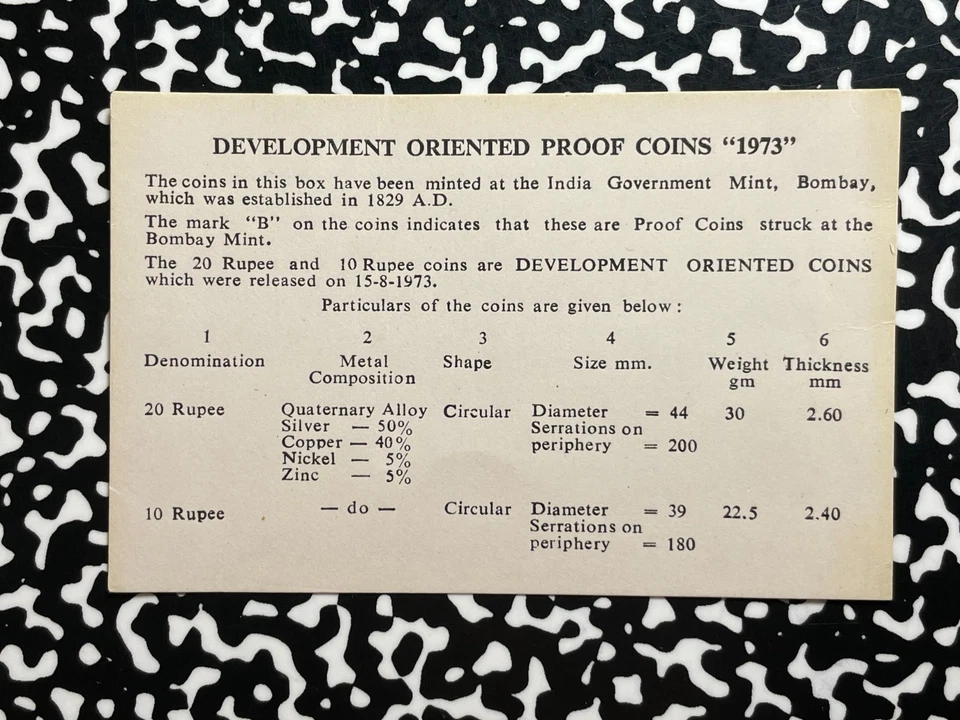 DEVELOPMENT ORIENTED PROOF COINS “1973”
The coins in this box have been minted at the India Government Mint, Bombay,
which was established in 1829 A.D.
The mark “B” on the coins indicates that these are Proof Coins struck at the
Bombay Mint.
The 20 Rupee and 10 Rupee coins are DEVELOPMENT ORIENTED COINS
which were released on 15-8-1973.
Particulars of the coins are given below :
1 2 3 4 5 6
Denomination Metal Shape Size mm. Weight Thickness
Composition gm mm
20 Rupee Quaternary Alloy Circular Diameter = 44 30 2.60
Silver — 50% Serrations on
Copper — 40% periphery = 200
Nickel — 5%
Zinc — 5%
10 Rupee — do — Circular Diameter = 39 22.5 2.40
Serrations on
periphery = 180